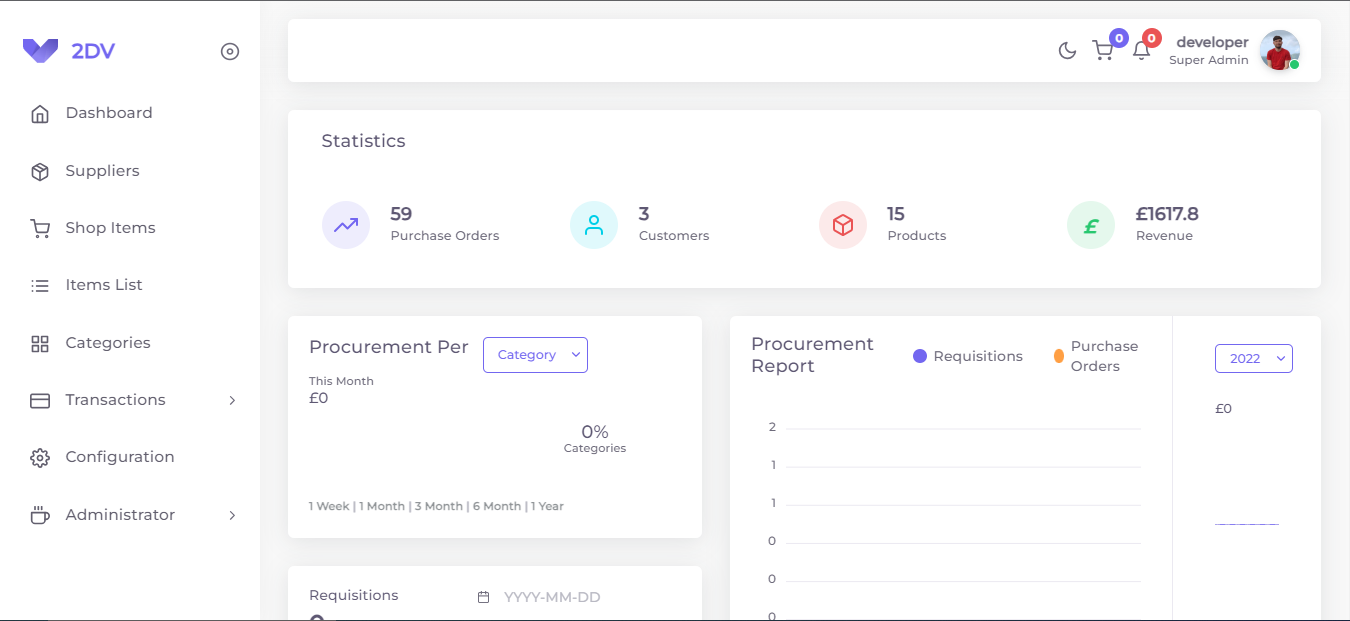 2DV
Dashboard
Suppliers
Shop Items
Items List
Categories
Transactions
Configuration
Administrator
0
0
developer
Super Admin
Statistics
59
Purchase Orders
3
Customers
15
Products
£
£1617.8
Revenue
Procurement Per
Category
This Month
£0
0%
Categories
1 Week | 1 Month | 3 Month | 6 Month | 1 Year
Requisitions
YYYY-MM-DD
Procurement
Report
Requisitions
Purchase
Orders
2
1
1
0
0
0
2022
£0